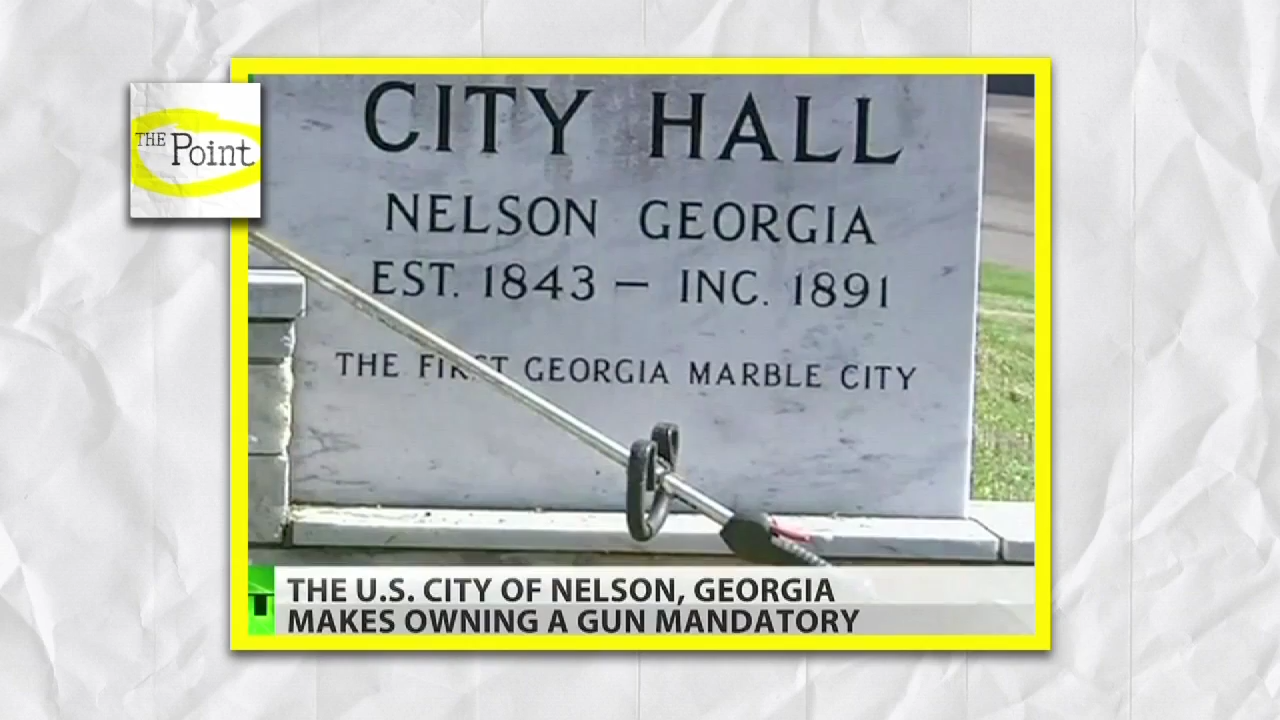 THE Point
CITY HALL
NELSON GEORGIA
EST. 1843 – INC. 1891
THE FIRST GEORGIA MARBLE CITY
THE U.S. CITY OF NELSON, GEORGIA
MAKES OWNING A GUN MANDATORY